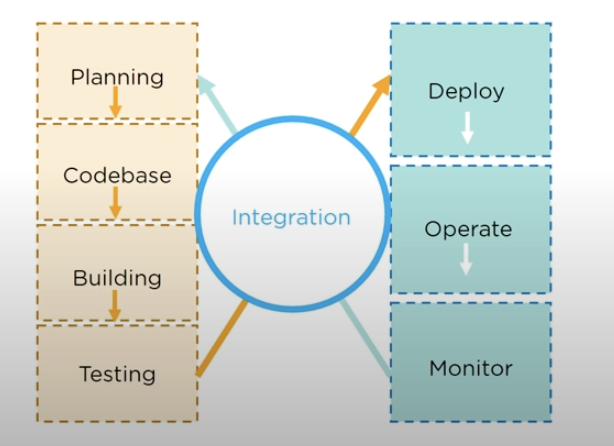 Planning
Codebase
Building
Testing
Integration
Deploy
Operate
Monitor